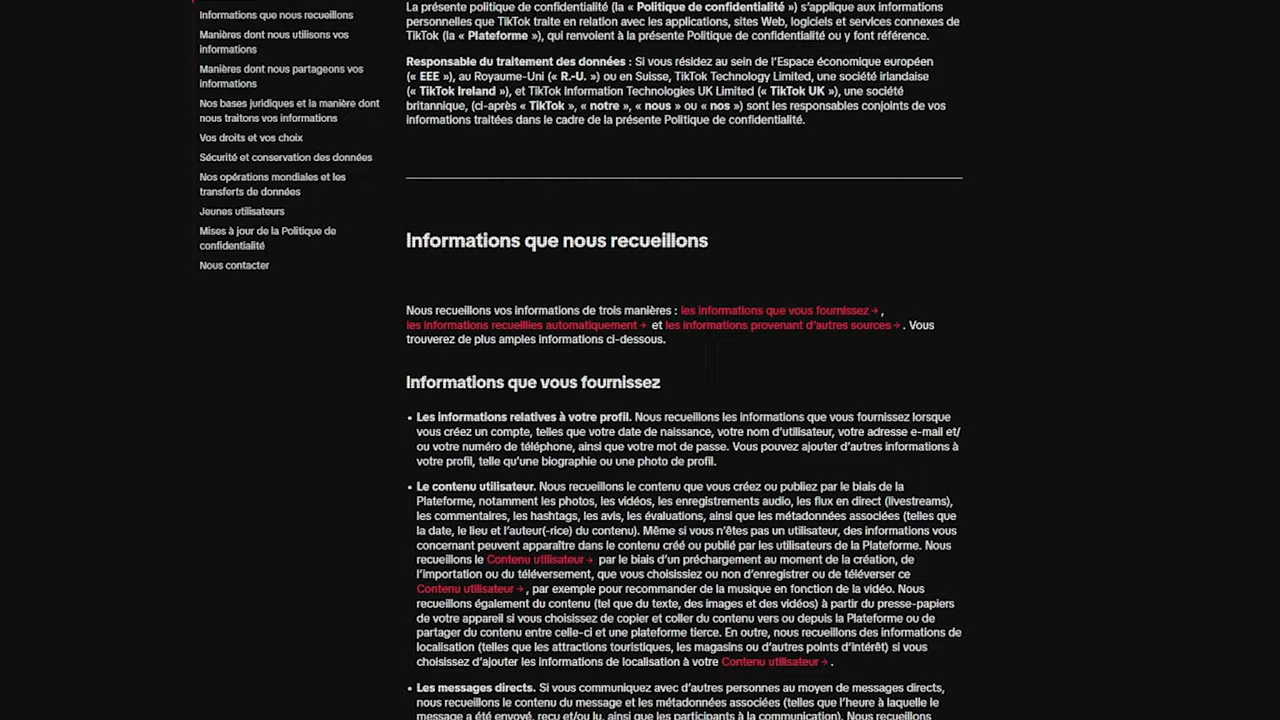 Informations que nous recueillons
Manières dont nous utilisons vos
informations
Manières dont nous partageons vos
informations
Nos bases juridiques et la manière dont
nous traitons vos informations
Vos droits et vos choix
Sécurité et conservation des données
Nos opérations mondiales et les
transferts de données
Jeunes utilisateurs
Mises à jour de la Politique de
confidentialité
Nous contacter
La présente politique de confidentialité (la « Politique de confidentialité ») s’applique aux informations
personnelles que TikTok traite en relation avec les applications, sites Web, logiciels et services connexes de
TikTok (la « Plateforme »), qui renvoient à la présente Politique de confidentialité ou y font référence.
Responsable du traitement des données : Si vous résidez au sein de l’Espace économique européen
(« EEE »), au Royaume-Uni (« R.-U. ») ou en Suisse, TikTok Technology Limited, une société irlandaise
(« TikTok Ireland »), et TikTok Information Technologies UK Limited (« TikTok UK »), une société
britannique, (ci-après « TikTok », « notre », « nous » ou « nos ») sont les responsables conjoints de vos
informations traitées dans le cadre de la présente Politique de confidentialité.
Informations que nous recueillons
Nous recueillons vos informations de trois manières : les informations que vous fournissez → ,
les informations recueillies automatiquement → et les informations provenant d’autres sources → . Vous
trouverez de plus amples informations ci-dessous.
Informations que vous fournissez
• Les informations relatives à votre profil. Nous recueillons les informations que vous fournissez lorsque
vous créez un compte, telles que votre date de naissance, votre nom d’utilisateur, votre adresse e-mail et/
ou votre numéro de téléphone, ainsi que votre mot de passe. Vous pouvez ajouter d’autres informations à
votre profil, telle qu’une biographie ou une photo de profil.
• Le contenu utilisateur. Nous recueillons le contenu que vous créez ou publiez par le biais de la
Plateforme, notamment les photos, les vidéos, les enregistrements audio, les flux en direct (livestreams),
les commentaires, les hashtags, les avis, les évaluations, ainsi que les métadonnées associées (telles que
la date, le lieu et l’auteur(-rice) du contenu). Même si vous n’êtes pas un utilisateur, des informations vous
concernant peuvent apparaître dans le contenu créé ou publié par les utilisateurs de la Plateforme. Nous
recueillons le Contenu utilisateur → par le biais d’un préchargement au moment de la création, de
l’importation ou du téléversement, que vous choisissiez ou non d’enregistrer ou de téléverser ce
Contenu utilisateur → , par exemple pour recommander de la musique en fonction de la vidéo. Nous
recueillons également du contenu (tel que du texte, des images et des vidéos) à partir du presse-papiers
de votre appareil si vous choisissez de copier et coller du contenu vers ou depuis la Plateforme ou de
partager du contenu entre celle-ci et une plateforme tierce. En outre, nous recueillons des informations de
localisation (telles que les attractions touristiques, les magasins ou d’autres points d’intérêt) si vous
choisissez d’ajouter les informations de localisation à votre Contenu utilisateur → .
• Les messages directs. Si vous communiquez avec d’autres personnes au moyen de messages directs,
nous recueillons le contenu du message et les métadonnées associées (telles que l’heure à laquelle le
message a été envoyé, reçu et/ou lu, ainsi que les participants à la communication). Nous recueillons